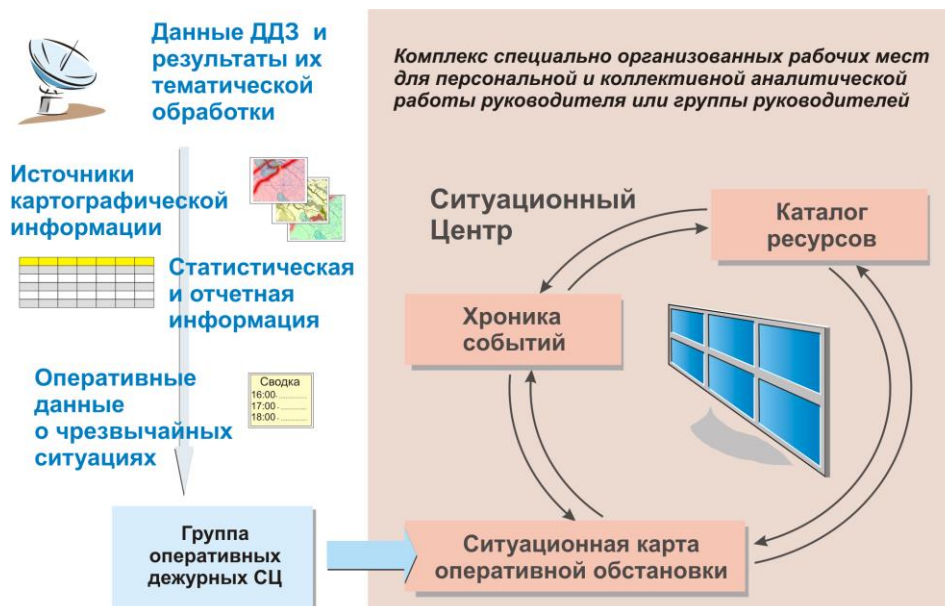 Данные ДДЗ и
результаты их
тематической
обработки
Источники
картографической
информации
Статистическая
и отчетная
информация
Оперативные
данные
о чрезвычайных
ситуациях
Сводка
16:00-..............
17:00-..............
18:00-..............
Группа
оперативных
дежурных СЦ
Комплекс специально организованных рабочих мест
для персональной и коллективной аналитической
работы руководителя или группы руководителей
Ситуационный
Центр
Каталог
ресурсов
Хроника
событий
Ситуационная карта
оперативной обстановки